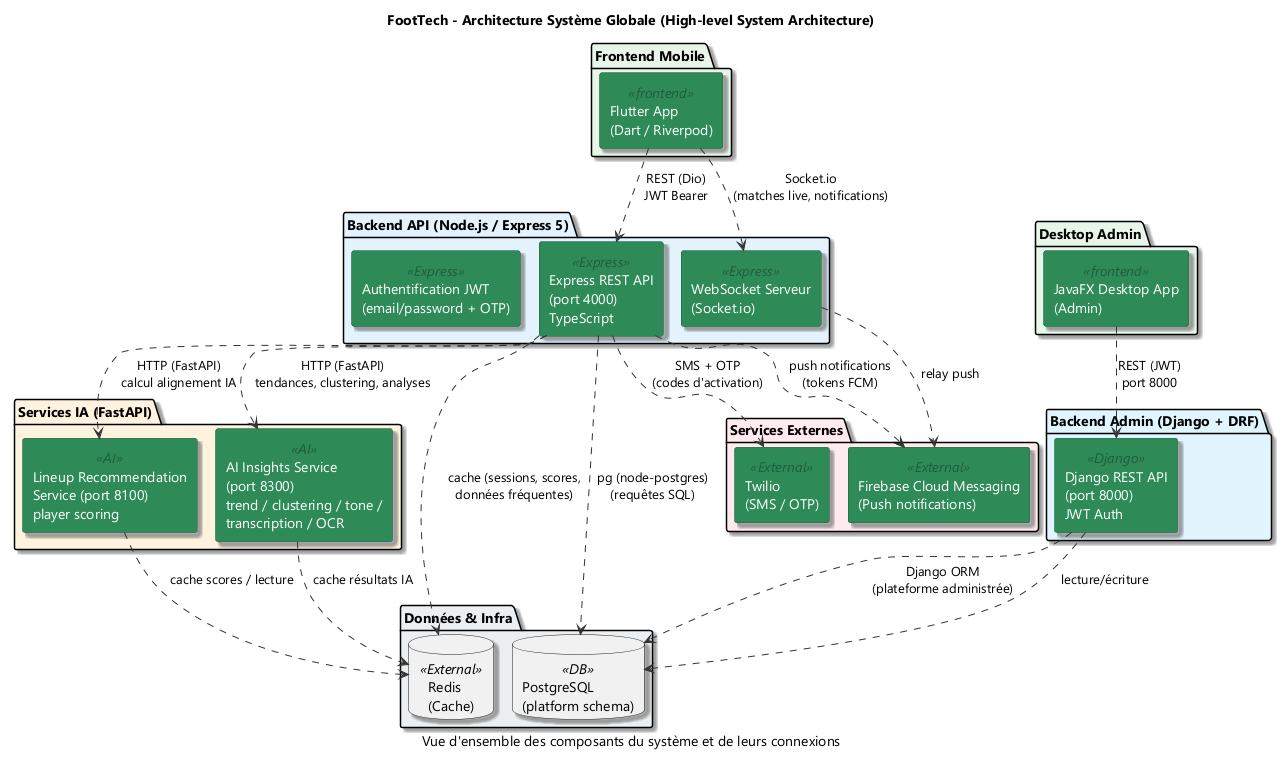 FootTech - Architecture Système Globale (High-level System Architecture)
Frontend Mobile
«frontend»
Flutter App
(Dart / Riverpod)
REST (Dio)
JWT Bearer
Socket.io
(matches live, notifications)
Backend API (Node.js / Express 5)
«Express»
Authentification JWT
(email/password + OTP)
«Express»
Express REST API
(port 4000)
TypeScript
«Express»
WebSocket Serveur
(Socket.io)
Desktop Admin
«frontend»
JavaFX Desktop App
(Admin)
HTTP (FastAPI)
calcul alignement IA
HTTP (FastAPI)
tendances, clustering, analyses
SMS + OTP
(codes d'activation)
push notifications
(tokens FCM)
relay push
REST (JWT)
port 8000
Services IA (FastAPI)
«AI»
Lineup Recommendation
Service (port 8100)
player scoring
«AI»
AI Insights Service
(port 8300)
trend / clustering / tone /
transcription / OCR
cache (sessions, scores,
données fréquentes)
pg (node-postgres)
(requêtes SQL)
Services Externes
«External»
Twilio
(SMS / OTP)
«External»
Firebase Cloud Messaging
(Push notifications)
Backend Admin (Django + DRF)
«Django»
Django REST API
(port 8000)
JWT Auth
cache scores / lecture
cache résultats IA
Django ORM
(plateforme administrée)
lecture/écriture
Données & Infra
«External»
Redis
(Cache)
«DB»
PostgreSQL
(platform schema)
Vue d'ensemble des composants du système et de leurs connexions